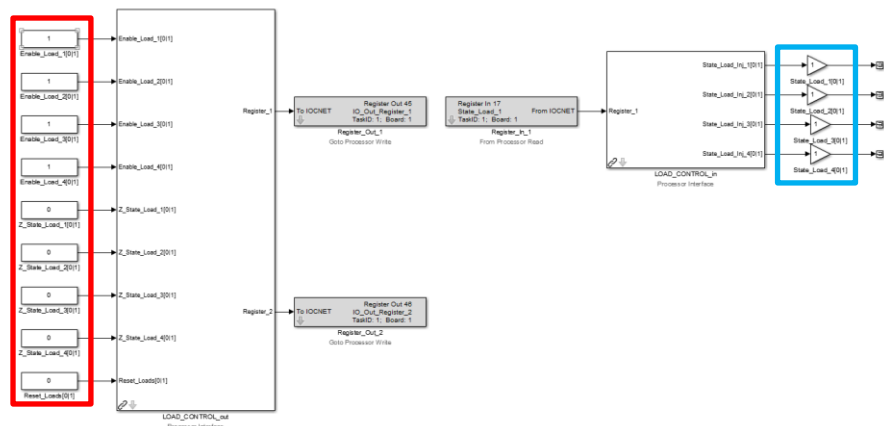 1
Enable_Load_1[0|1]
1
Enable_Load_2[0|1]
1
Enable_Load_3[0|1]
1
Enable_Load_4[0|1]
0
Z_State_Load_1[0|1]
0
Z_State_Load_2[0|1]
0
Z_State_Load_3[0|1]
0
Z_State_Load_4[0|1]
0
Reset_Loads[0|1]
Enable_Load_1[0|1]
Enable_Load_2[0|1]
Enable_Load_3[0|1]
Enable_Load_4[0|1]
Z_State_Load_1[0|1]
Z_State_Load_2[0|1]
Z_State_Load_3[0|1]
Z_State_Load_4[0|1]
Reset_Loads[0|1]
Register_1
Register_2
LOAD_CONTROL_out
Processor Interface
To IOCNET
Register Out 45
IO_Out_Register_1
TaskID: 1; Board: 1
Register_Out_1
Goto Processor Write
To IOCNET
Register Out 46
IO_Out_Register_2
TaskID: 1; Board: 1
Register_Out_2
Goto Processor Write
Register In 17
State_Load_1
TaskID: 1; Board: 1
From IOCNET
Register_In_1
From Processor Read
Register_1
State_Load_Inj_1[0|1]
State_Load_Inj_2[0|1]
State_Load_Inj_3[0|1]
State_Load_Inj_4[0|1]
LOAD_CONTROL_in
Processor Interface
1
State_Load_1[0|1]
1
State_Load_2[0|1]
1
State_Load_3[0|1]
1
State_Load_4[0|1]